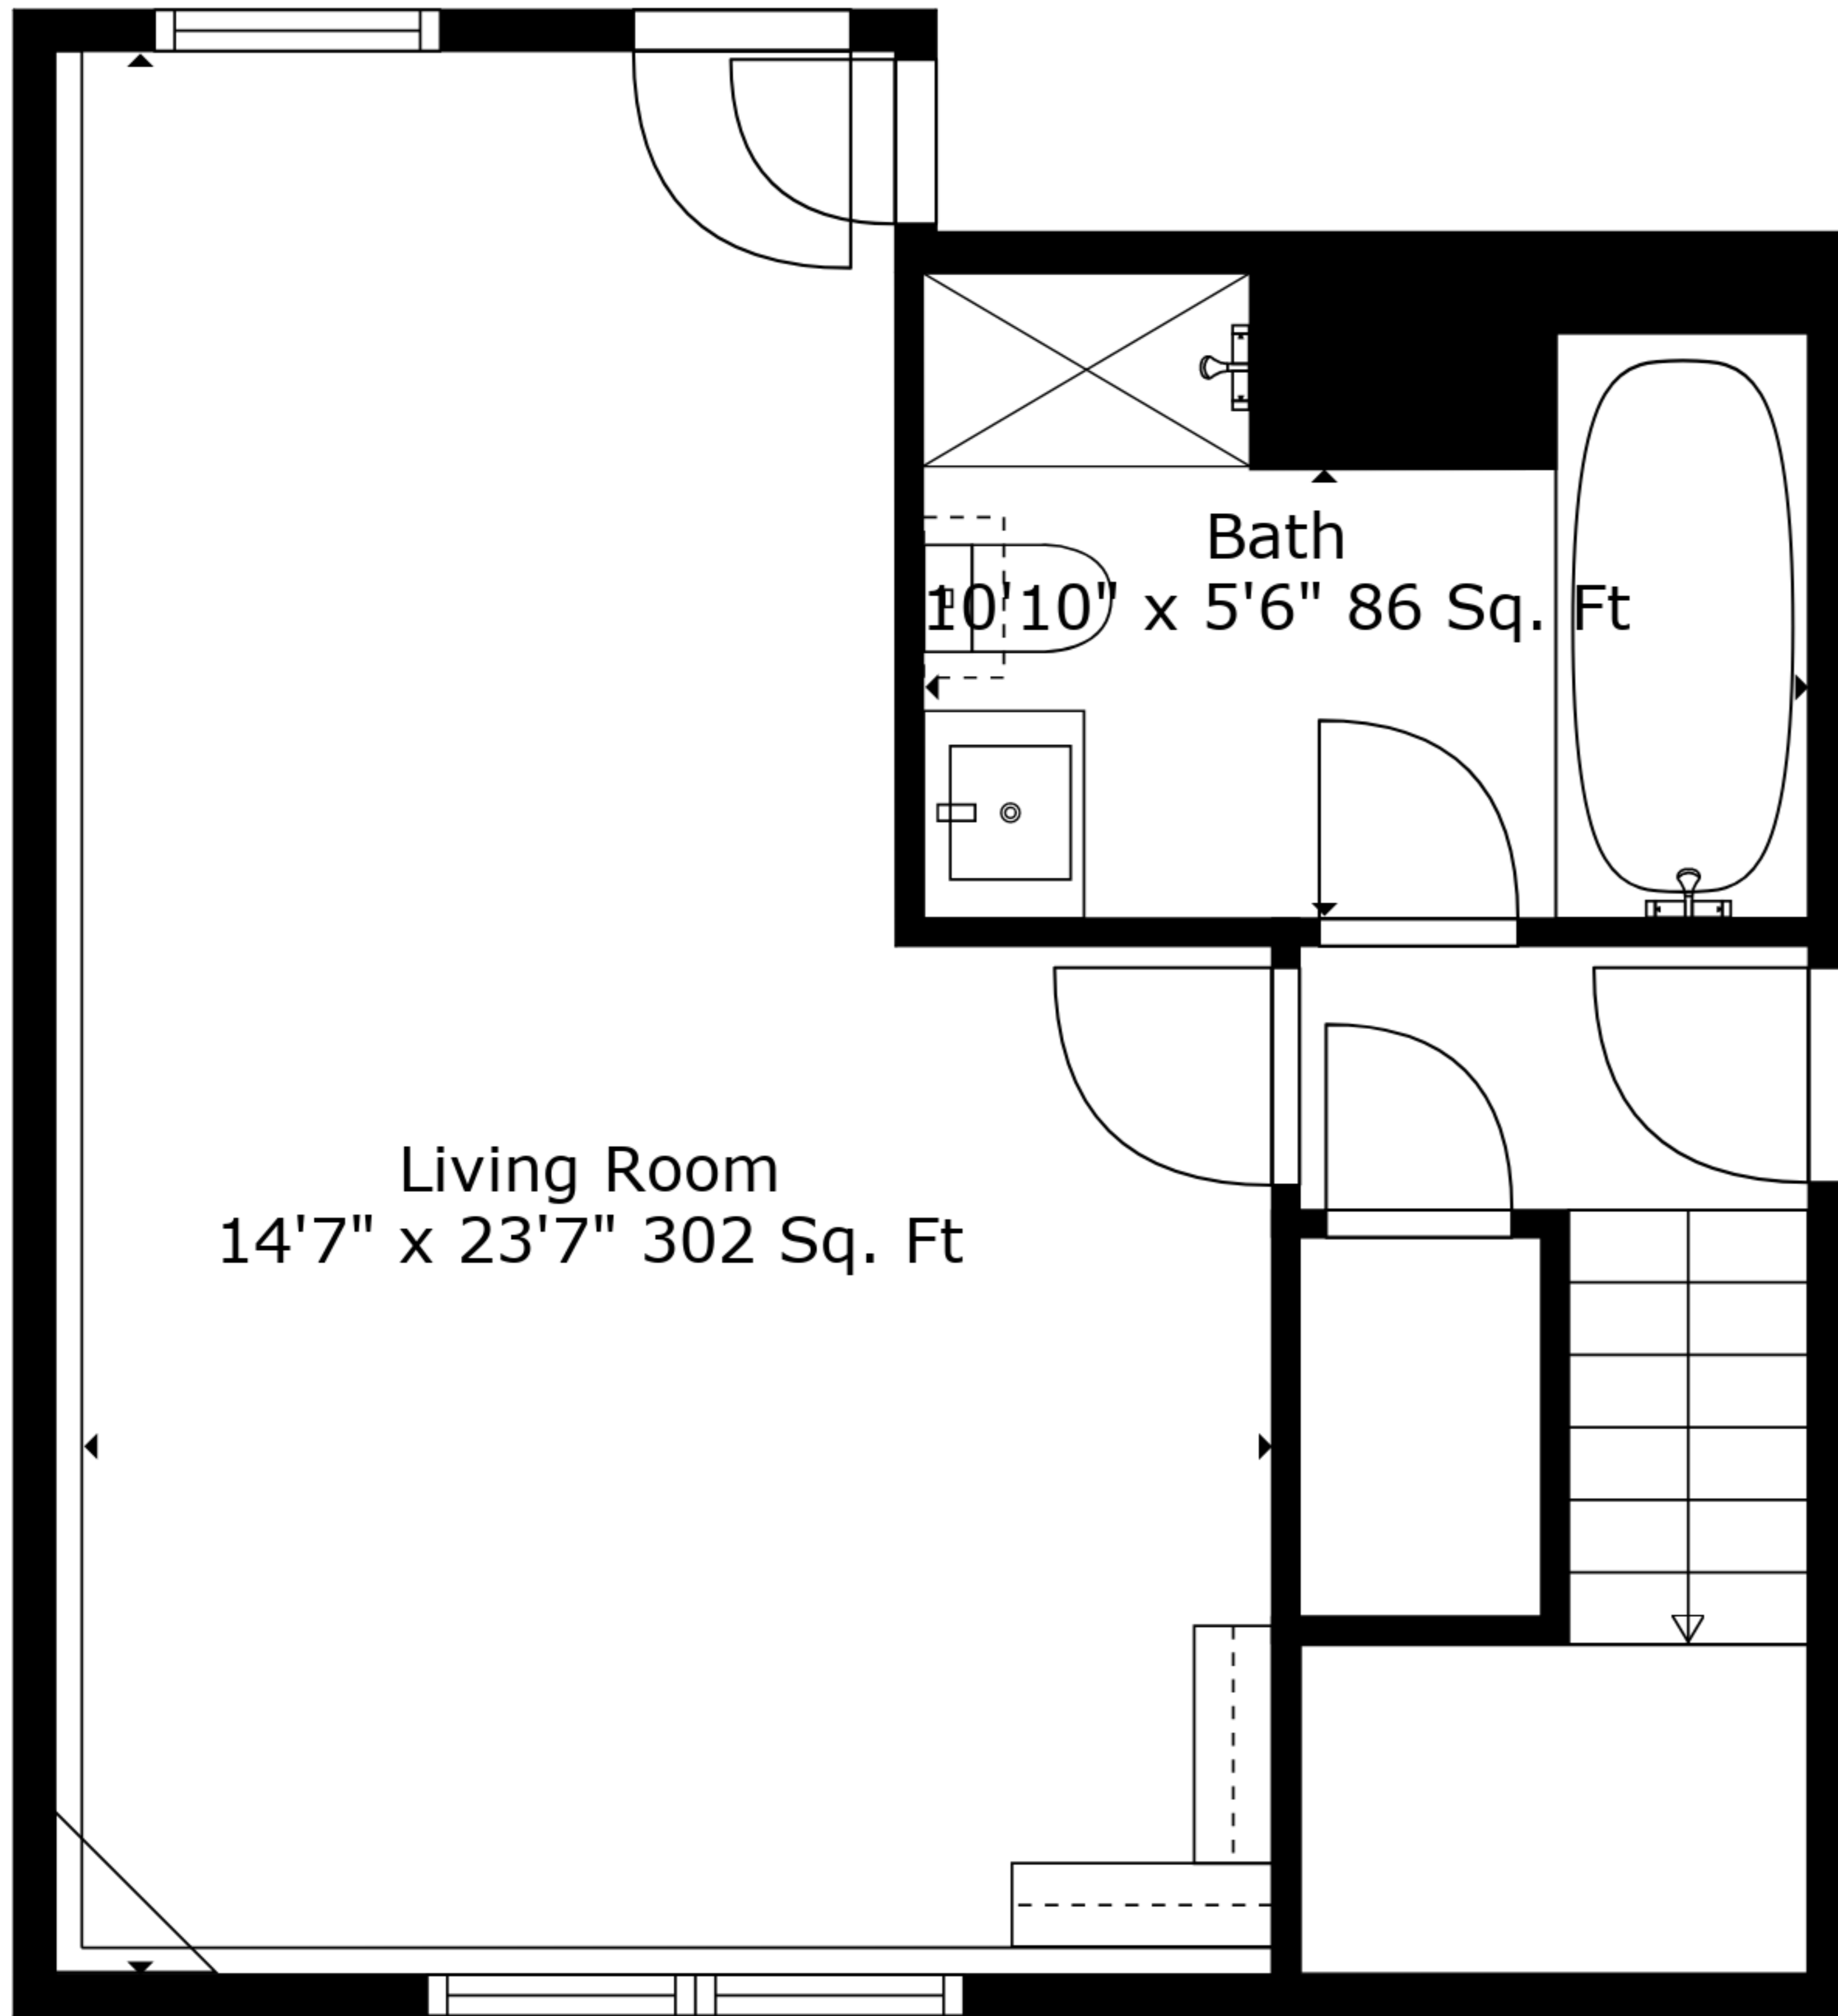 Bath
10'10" x 5'6" 86 Sq. Ft
Living Room
14'7" x 23'7" 302 Sq. Ft